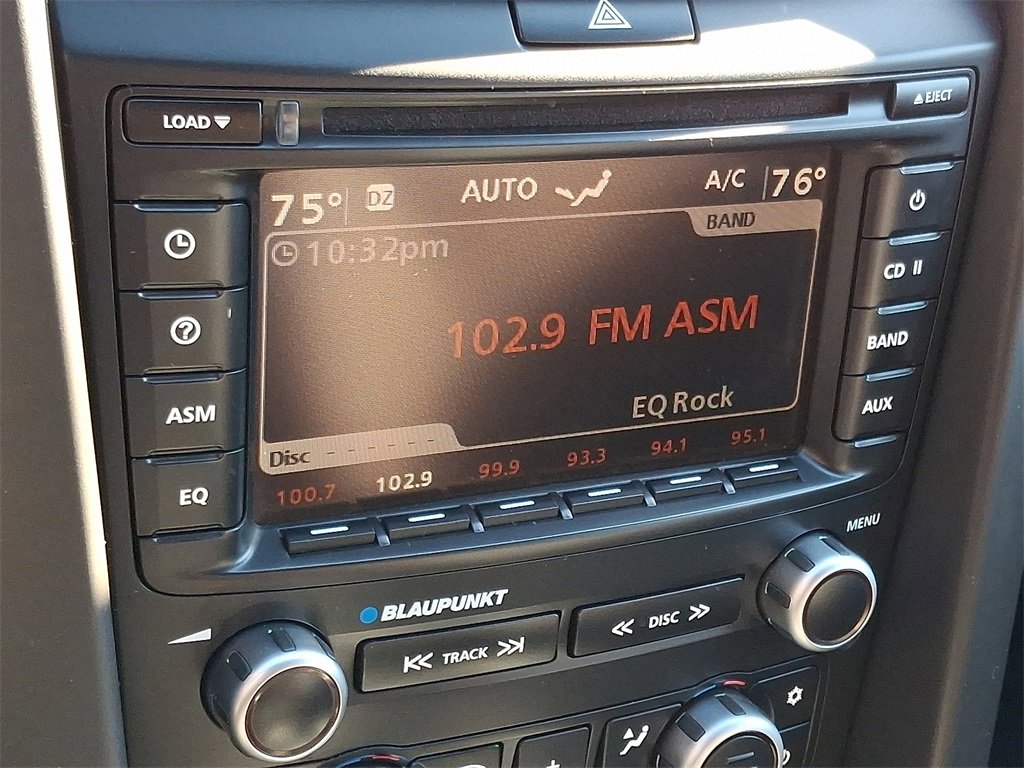 LOAD
EJECT
75° DZ AUTO A/C 76°
BAND
10:32pm
102.9 FM ASM
EQ Rock
Disc - - - - - -
100.7 102.9 99.9 93.3 94.1 95.1
ASM
EQ
CD II
BAND
AUX
MENU
BLAUPUNKT
TRACK
DISC